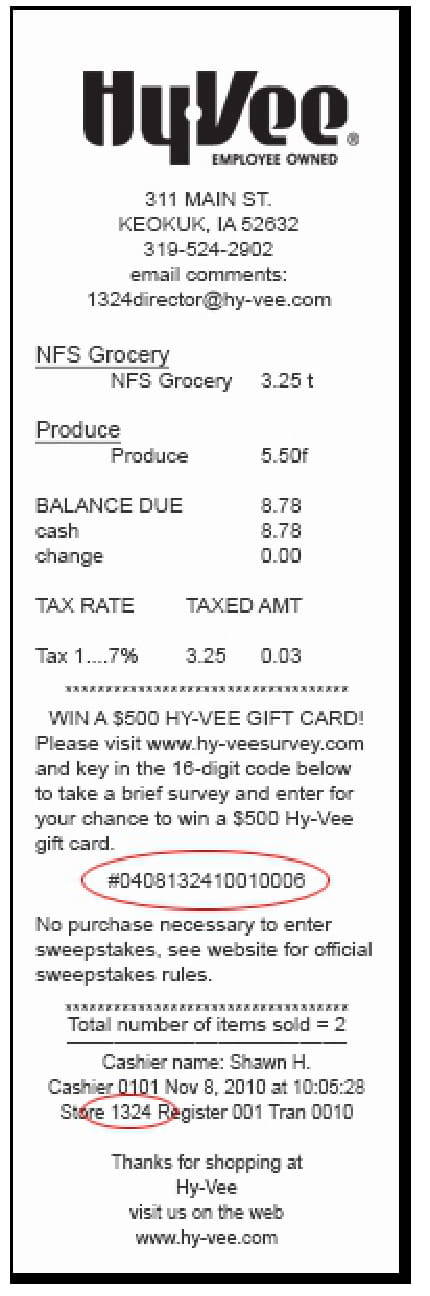 HyVee®
EMPLOYEE OWNED
311 MAIN ST.
KEOKUK, IA 52632
319-524-2902
email comments:
1324director@hy-vee.com
NFS Grocery
NFS Grocery 3.25 t
Produce
Produce 5.50f
BALANCE DUE 8.78
cash 8.78
change 0.00
TAX RATE TAXED AMT
Tax 1....7% 3.25 0.03
************************************
WIN A $500 HY-VEE GIFT CARD!
Please visit www.hy-veesurvey.com
and key in the 16-digit code below
to take a brief survey and enter for
your chance to win a $500 Hy-Vee
gift card.
#0408132410010006
No purchase necessary to enter
sweepstakes, see website for official
sweepstakes rules.
************************************
Total number of items sold = 2
Cashier name: Shawn H.
Cashier 0101 Nov 8, 2010 at 10:05:28
Store 1324 Register 001 Tran 0010
Thanks for shopping at
Hy-Vee
visit us on the web
www.hy-vee.com